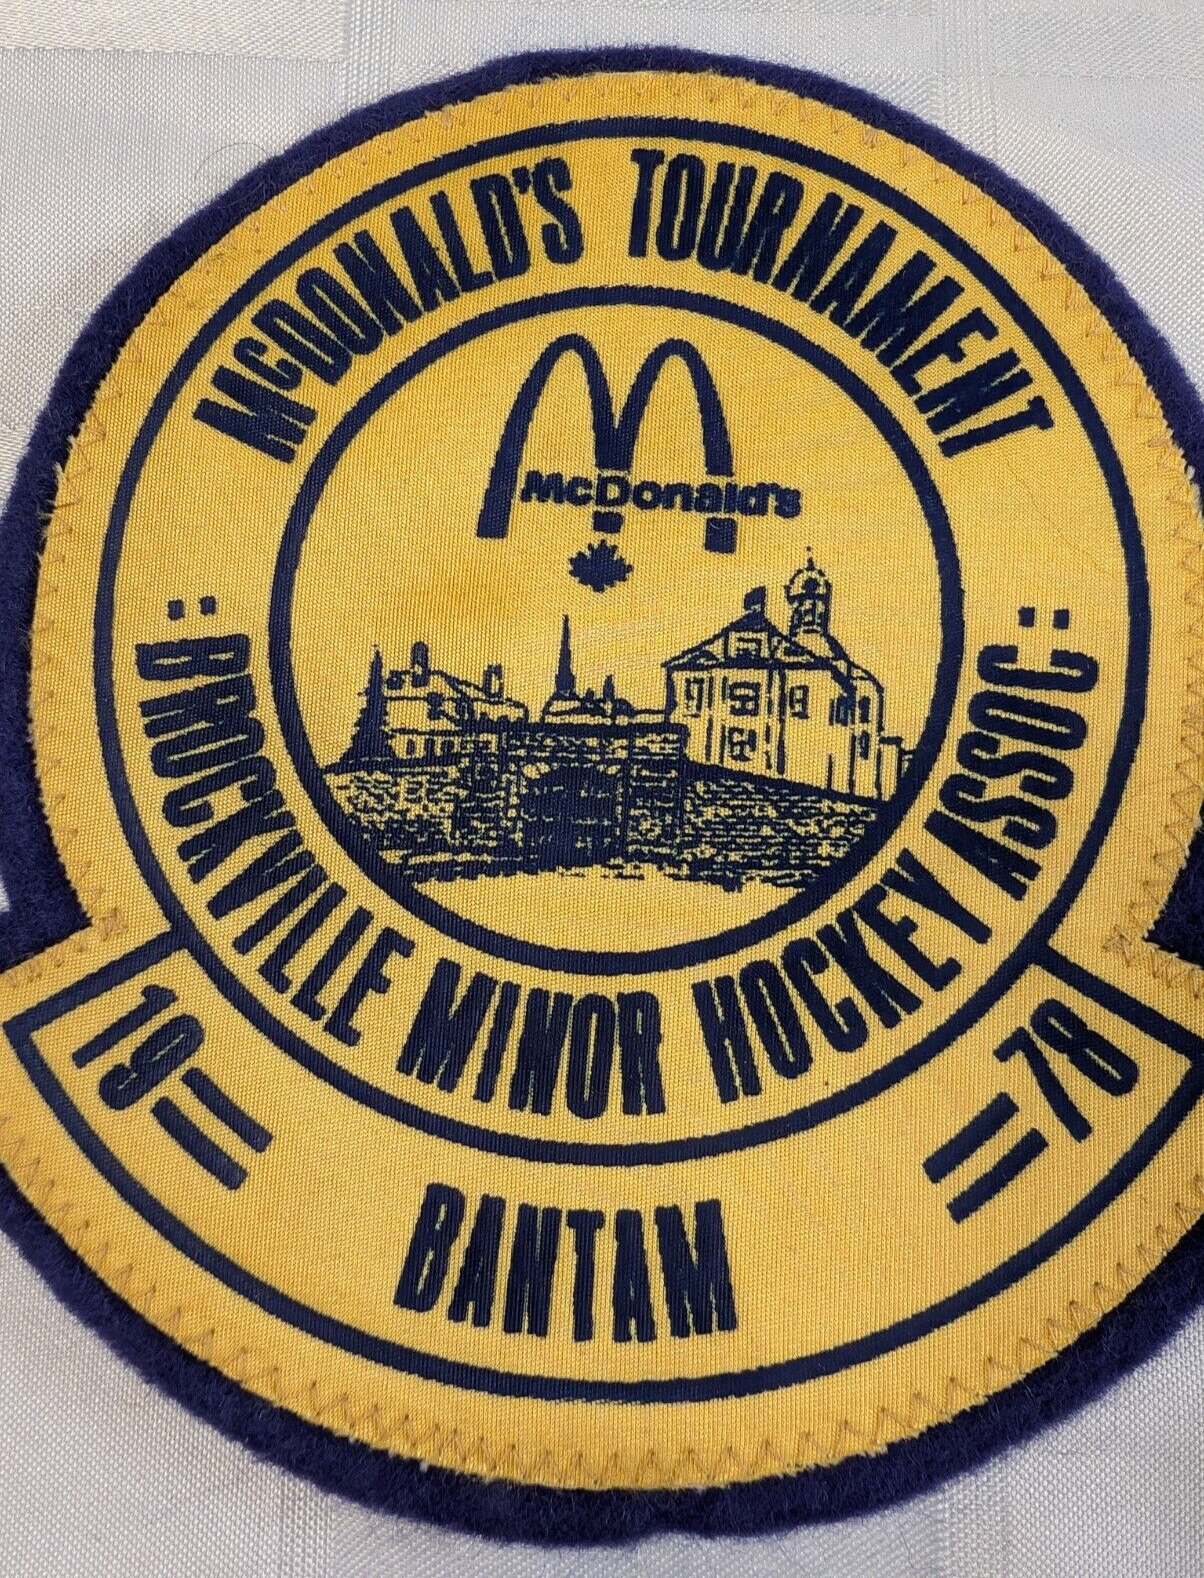 McDONALD'S TOURNAMENT
McDonald's
: BROCKVILLE MINOR HOCKEY ASSOC :
19= =78
BANTAM